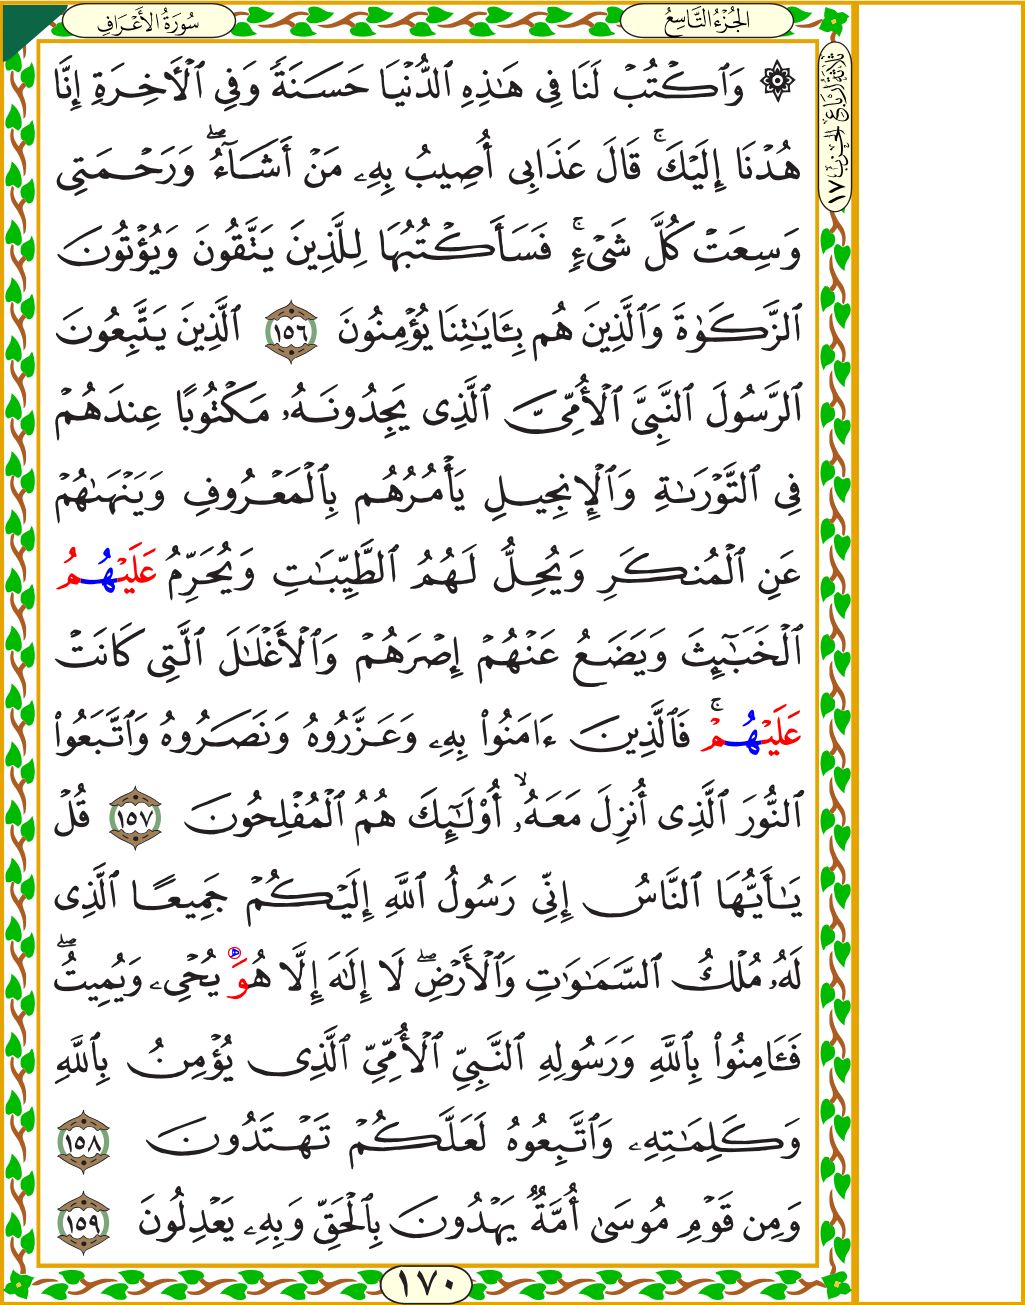 سُورَةُ الأَعْرَافِ
الجُزْءُ التَّاسِعُ
ثلاثة أرباع الحزب ١٧
۞ وَٱكۡتُبۡ لَنَا فِي هَٰذِهِ ٱلدُّنۡيَا حَسَنَةٗ وَفِي ٱلۡأٓخِرَةِ إِنَّا
هُدۡنَآ إِلَيۡكَۚ قَالَ عَذَابِيٓ أُصِيبُ بِهِۦ مَنۡ أَشَآءُۖ وَرَحۡمَتِي
وَسِعَتۡ كُلَّ شَيۡءٖۚ فَسَأَكۡتُبُهَا لِلَّذِينَ يَتَّقُونَ وَيُؤۡتُونَ
ٱلزَّكَوٰةَ وَٱلَّذِينَ هُم بِـَٔايَٰتِنَا يُؤۡمِنُونَ ١٥٦ ٱلَّذِينَ يَتَّبِعُونَ
ٱلرَّسُولَ ٱلنَّبِيَّ ٱلۡأُمِّيَّ ٱلَّذِي يَجِدُونَهُۥ مَكۡتُوبًا عِندَهُمۡ
فِي ٱلتَّوۡرَىٰةِ وَٱلۡإِنجِيلِ يَأۡمُرُهُم بِٱلۡمَعۡرُوفِ وَيَنۡهَىٰهُمۡ
عَنِ ٱلۡمُنكَرِ وَيُحِلُّ لَهُمُ ٱلطَّيِّبَٰتِ وَيُحَرِّمُ عَلَيۡهُمُ
ٱلۡخَبَٰٓئِثَ وَيَضَعُ عَنۡهُمۡ إِصۡرَهُمۡ وَٱلۡأَغۡلَٰلَ ٱلَّتِي كَانَتۡ
عَلَيۡهُمۡۚ فَٱلَّذِينَ ءَامَنُواْ بِهِۦ وَعَزَّرُوهُ وَنَصَرُوهُ وَٱتَّبَعُواْ
ٱلنُّورَ ٱلَّذِيٓ أُنزِلَ مَعَهُۥٓۙ أُوْلَٰٓئِكَ هُمُ ٱلۡمُفۡلِحُونَ ١٥٧ قُلۡ
يَٰٓأَيُّهَا ٱلنَّاسُ إِنِّي رَسُولُ ٱللَّهِ إِلَيۡكُمۡ جَمِيعًا ٱلَّذِي
لَهُۥ مُلۡكُ ٱلسَّمَٰوَٰتِ وَٱلۡأَرۡضِۖ لَآ إِلَٰهَ إِلَّا هُوَ يُحۡيِۦ وَيُمِيتُۖ
فَـَٔامِنُواْ بِٱللَّهِ وَرَسُولِهِ ٱلنَّبِيِّ ٱلۡأُمِّيِّ ٱلَّذِي يُؤۡمِنُ بِٱللَّهِ
وَكَلِمَٰتِهِۦ وَٱتَّبِعُوهُ لَعَلَّكُمۡ تَهۡتَدُونَ ١٥٨
وَمِن قَوۡمِ مُوسَىٰٓ أُمَّةٞ يَهۡدُونَ بِٱلۡحَقِّ وَبِهِۦ يَعۡدِلُونَ ١٥٩
١٧٠